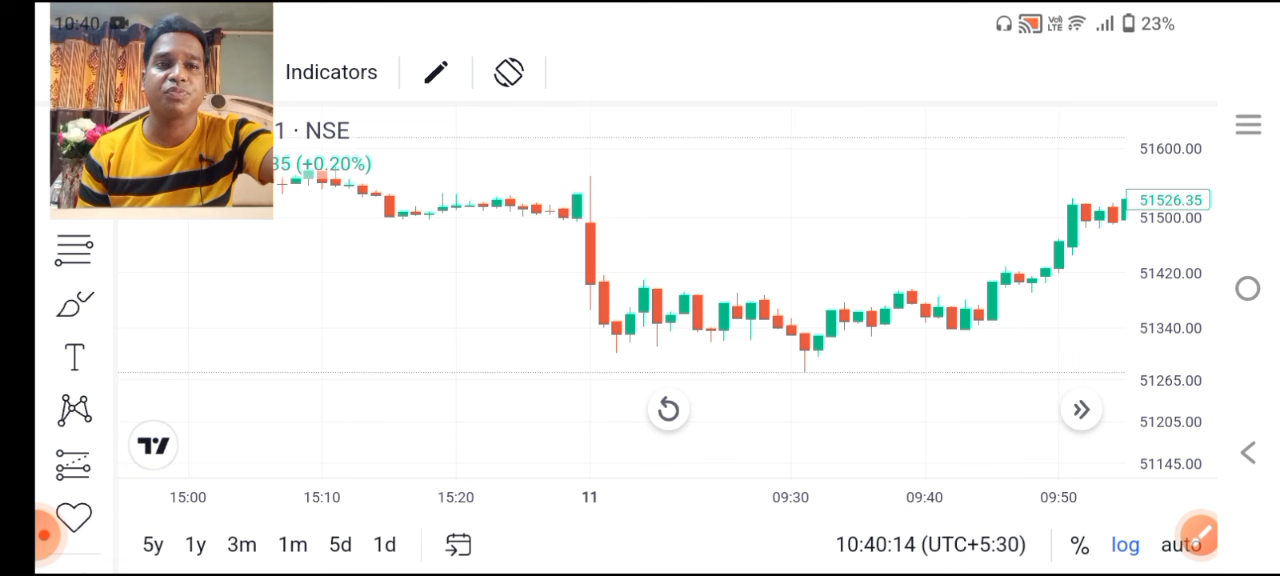 10:40
Vo)
LTE
23%
Indicators
1 · NSE
35 (+0.20%)
51600.00
51526.35
51500.00
51420.00
51340.00
51265.00
51205.00
51145.00
T
15:00
15:10
15:20
11
09:30
09:40
09:50
5y
1y
3m
1m
5d
1d
10:40:14 (UTC+5:30)
%
log
auto